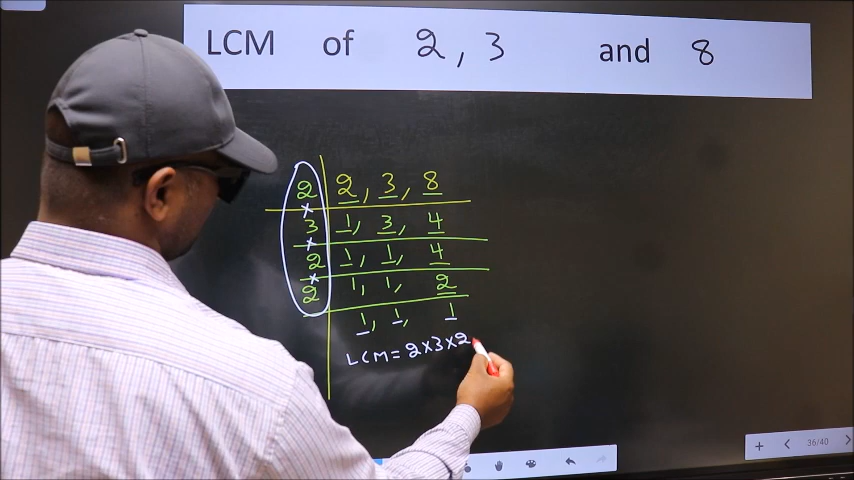 LCM of 2, 3 and 8
2 2, 3, 8
× 3 1, 3, 4
× 2 1, 1, 4
× 2 1, 1, 2
1, 1, 1
LCM = 2×3×2
36/40